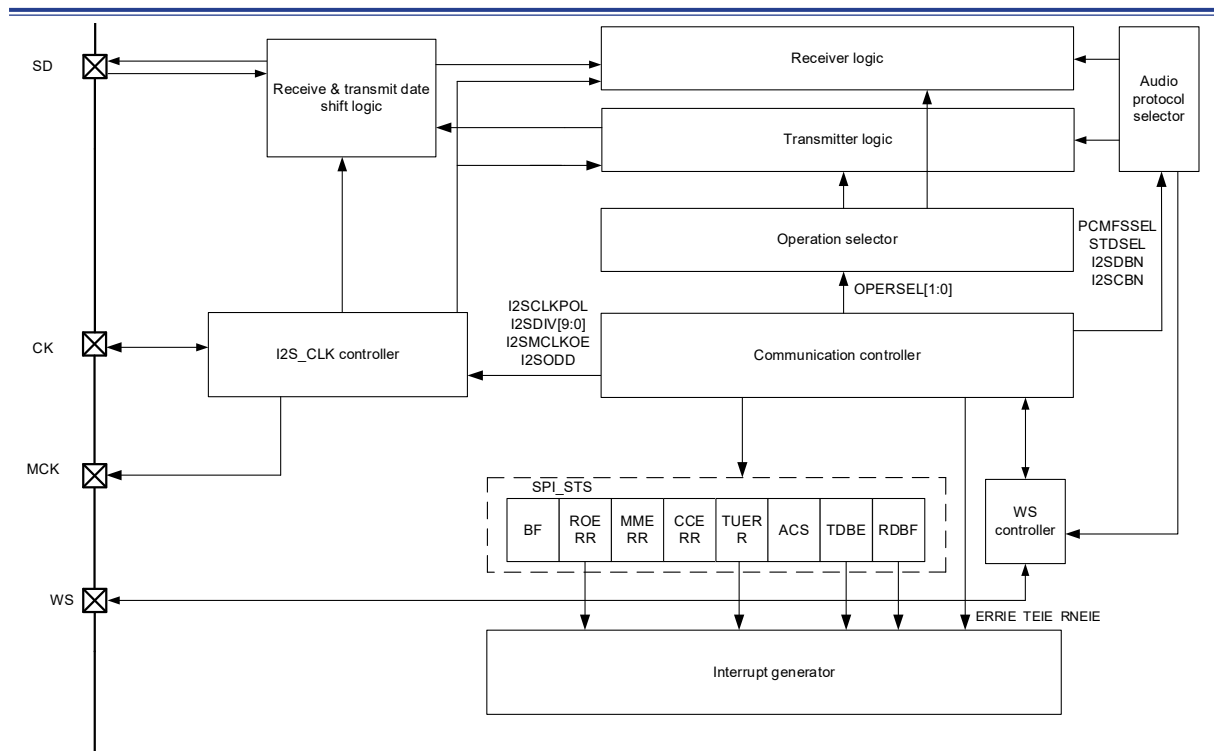 SD
Receive & transmit date
shift logic
Receiver logic
Audio
protocol
selector
Transmitter logic
Operation selector
PCMFSSEL
STDSEL
I2SDBN
I2SCBN
OPERSEL[1:0]
I2SCLKPOL
I2SDIV[9:0]
I2SMCLKOE
I2SODD
CK
I2S_CLK controller
Communication controller
MCK
SPI_STS
BF
ROE
RR
MME
RR
CCE
RR
TUER
R
ACS
TDBE
RDBF
WS
controller
WS
ERRIE TEIE RNEIE
Interrupt generator